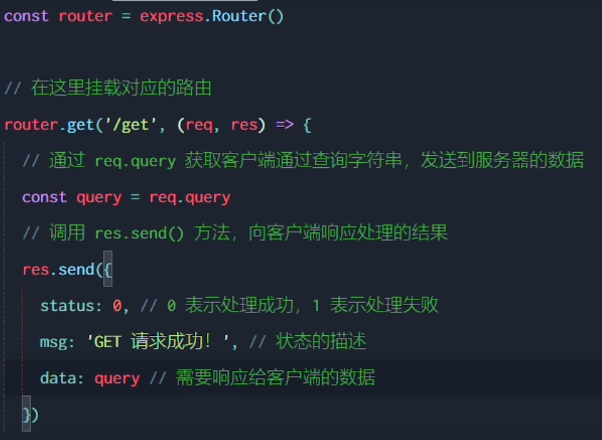 const router = express.Router()
// 在这里挂载对应的路由
router.get('/get', (req, res) => {
// 通过 req.query 获取客户端通过查询字符串，发送到服务器的数据
const query = req.query
// 调用 res.send() 方法，向客户端响应处理的结果
res.send({
status: 0, // 0 表示处理成功，1 表示处理失败
msg: 'GET 请求成功！', // 状态的描述
data: query // 需要响应给客户端的数据
})